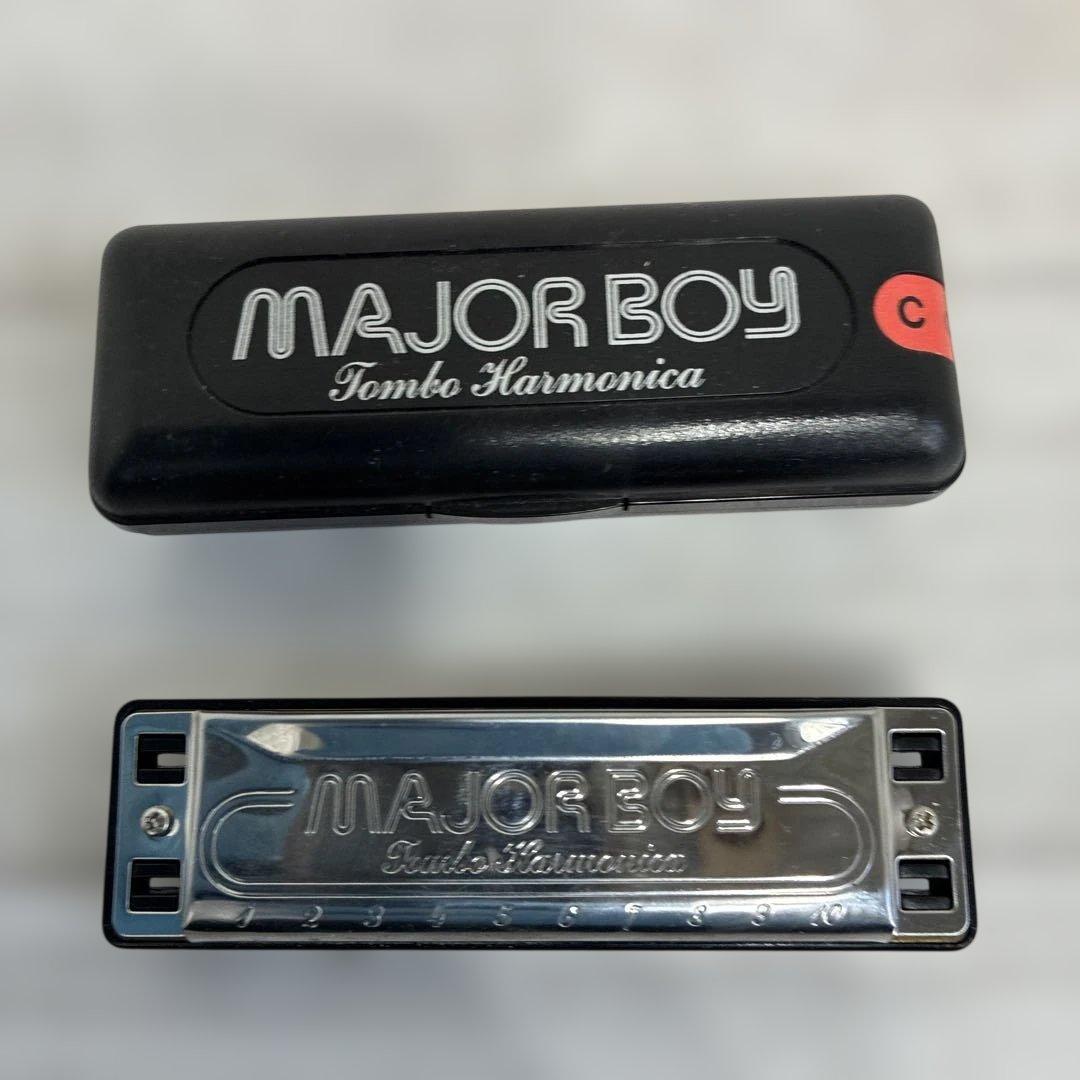 MAJOR BOY
Tombo Harmonica
C
MAJOR BOY
Tombo Harmonica
1 2 3 4 5 6 7 8 9 10